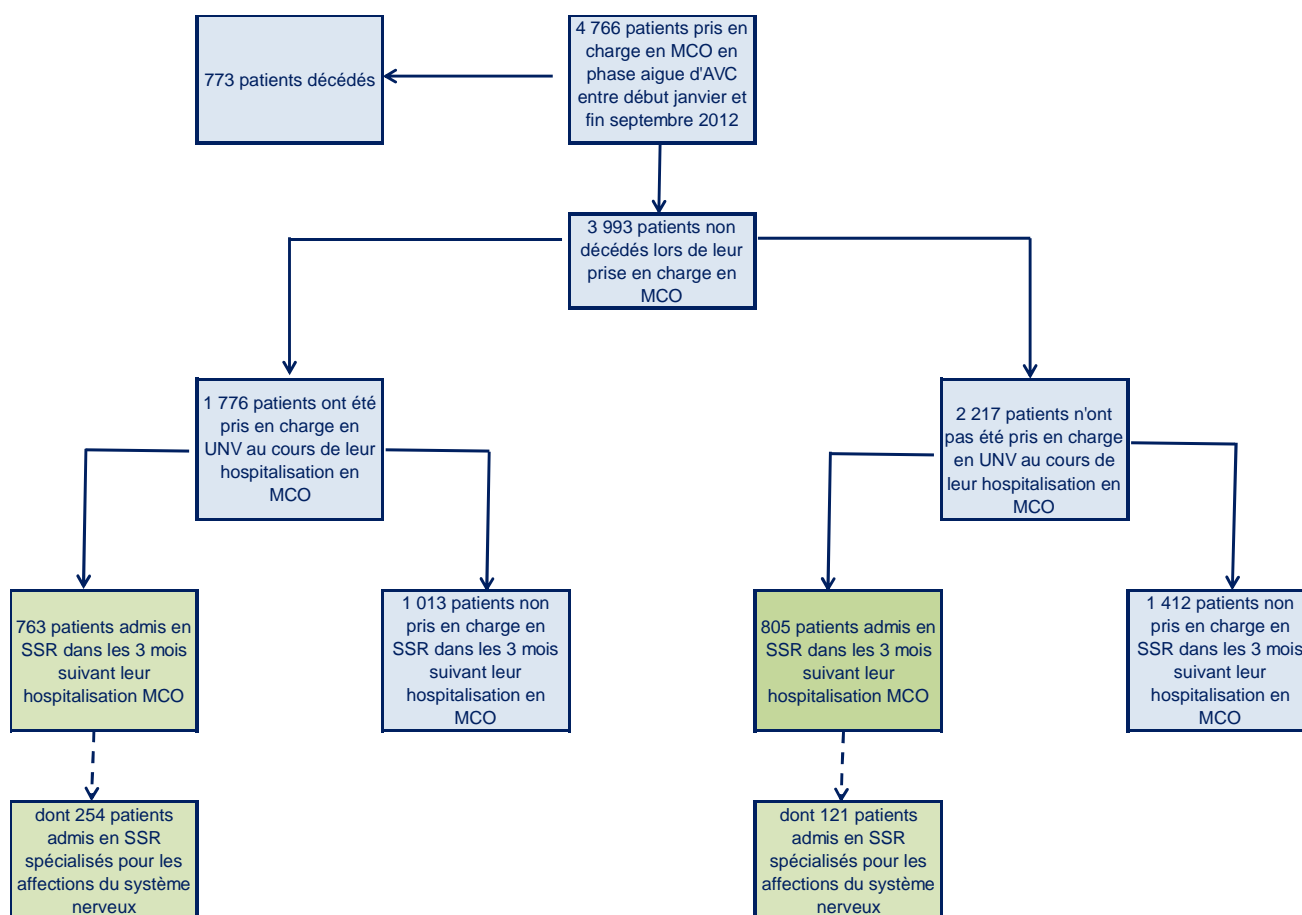 773 patients décédés
4 766 patients pris en
charge en MCO en
phase aigue d'AVC
entre début janvier et
fin septembre 2012
3 993 patients non
décédés lors de leur
prise en charge en
MCO
1 776 patients ont été
pris en charge en
UNV au cours de leur
hospitalisation en
MCO
2 217 patients n'ont
pas été pris en charge
en UNV au cours de
leur hospitalisation en
MCO
763 patients admis en
SSR dans les 3 mois
suivant leur
hospitalisation MCO
1 013 patients non
pris en charge en
SSR dans les 3 mois
suivant leur
hospitalisation en
MCO
805 patients admis en
SSR dans les 3 mois
suivant leur
hospitalisation MCO
1 412 patients non
pris en charge en
SSR dans les 3 mois
suivant leur
hospitalisation en
MCO
dont 254 patients
admis en SSR
spécialisés pour les
affections du système
nerveux
dont 121 patients
admis en SSR
spécialisés pour les
affections du système
nerveux